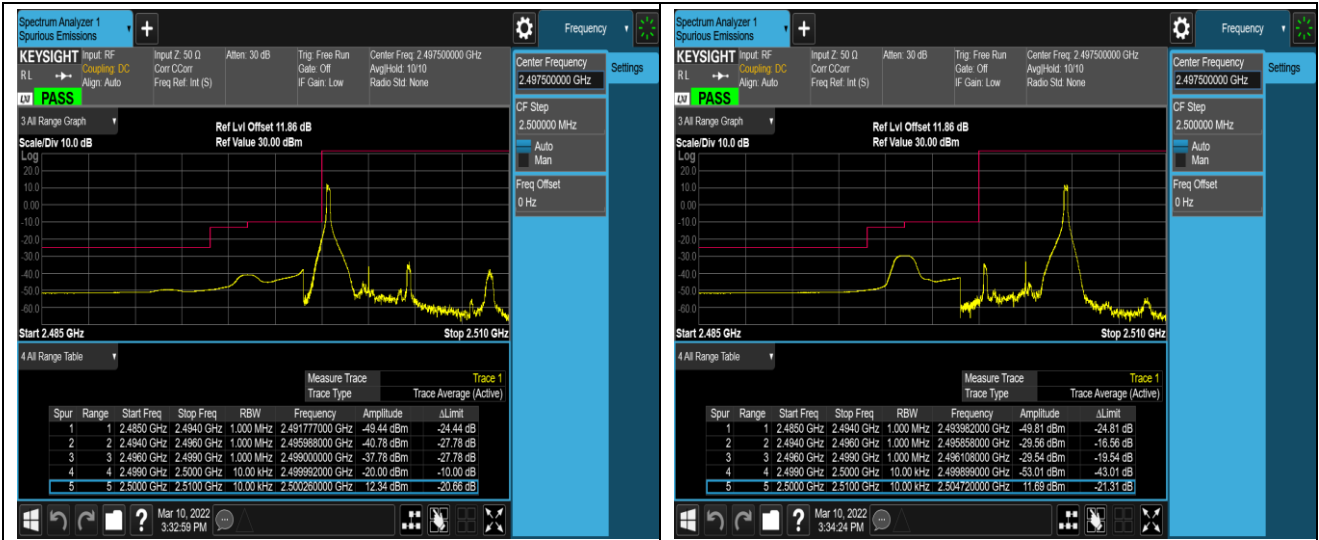 Spectrum Analyzer 1
Spurious Emissions
Frequency
KEYSIGHT
Input: RF
Coupling: DC
Align: Auto
Input Z: 50 Ω
Corr CCorr
Freq Ref: Int (S)
Atten: 30 dB
Trig: Free Run
Gate: Off
IF Gain: Low
Center Freq: 2.497500000 GHz
Avg|Hold: 10/10
Radio Std: None
RL
PASS
Center Frequency
2.497500000 GHz
Settings
CF Step
2.500000 MHz
Auto
Man
Freq Offset
0 Hz
3 All Range Graph
Ref Lvl Offset 11.86 dB
Scale/Div 10.0 dB
Ref Value 30.00 dBm
Log
20.0
10.0
0.00
-10.0
-20.0
-30.0
-40.0
-50.0
-60.0
Start 2.485 GHz
Stop 2.510 GHz
4 All Range Table
Measure Trace Trace 1
Trace Type Trace Average (Active)
Spur Range Start Freq Stop Freq RBW Frequency Amplitude ΔLimit
1 1 2.4850 GHz 2.4940 GHz 1.000 MHz 2.491777000 GHz -49.44 dBm -24.44 dB
2 2 2.4940 GHz 2.4960 GHz 1.000 MHz 2.495988000 GHz -40.78 dBm -27.78 dB
3 3 2.4960 GHz 2.4990 GHz 1.000 MHz 2.499000000 GHz -37.78 dBm -27.78 dB
4 4 2.4990 GHz 2.5000 GHz 10.00 kHz 2.499992000 GHz -20.00 dBm -10.00 dB
5 5 2.5000 GHz 2.5100 GHz 10.00 kHz 2.500260000 GHz 12.34 dBm -20.66 dB
Mar 10, 2022
3:32:59 PM
Spectrum Analyzer 1
Spurious Emissions
Frequency
KEYSIGHT
Input: RF
Coupling: DC
Align: Auto
Input Z: 50 Ω
Corr CCorr
Freq Ref: Int (S)
Atten: 30 dB
Trig: Free Run
Gate: Off
IF Gain: Low
Center Freq: 2.497500000 GHz
Avg|Hold: 10/10
Radio Std: None
RL
PASS
Center Frequency
2.497500000 GHz
Settings
CF Step
2.500000 MHz
Auto
Man
Freq Offset
0 Hz
3 All Range Graph
Ref Lvl Offset 11.86 dB
Scale/Div 10.0 dB
Ref Value 30.00 dBm
Log
20.0
10.0
0.00
-10.0
-20.0
-30.0
-40.0
-50.0
-60.0
Start 2.485 GHz
Stop 2.510 GHz
4 All Range Table
Measure Trace Trace 1
Trace Type Trace Average (Active)
Spur Range Start Freq Stop Freq RBW Frequency Amplitude ΔLimit
1 1 2.4850 GHz 2.4940 GHz 1.000 MHz 2.493982000 GHz -49.81 dBm -24.81 dB
2 2 2.4940 GHz 2.4960 GHz 1.000 MHz 2.495858000 GHz -29.56 dBm -16.56 dB
3 3 2.4960 GHz 2.4990 GHz 1.000 MHz 2.496108000 GHz -29.54 dBm -19.54 dB
4 4 2.4990 GHz 2.5000 GHz 10.00 kHz 2.499899000 GHz -53.01 dBm -43.01 dB
5 5 2.5000 GHz 2.5100 GHz 10.00 kHz 2.504720000 GHz 11.69 dBm -21.31 dB
Mar 10, 2022
3:34:24 PM